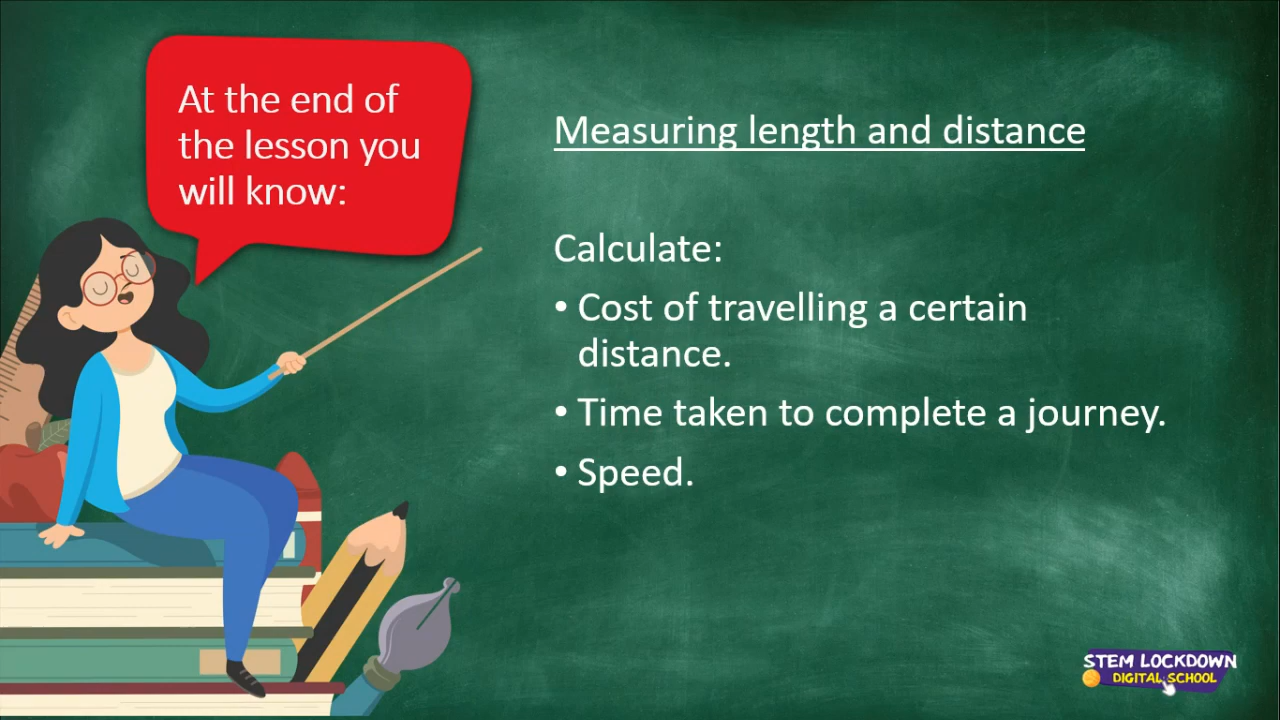 At the end of
the lesson you
will know:
Measuring length and distance
Calculate:
• Cost of travelling a certain
distance.
• Time taken to complete a journey.
• Speed.
STEM LOCKDOWN
DIGITAL SCHOOL